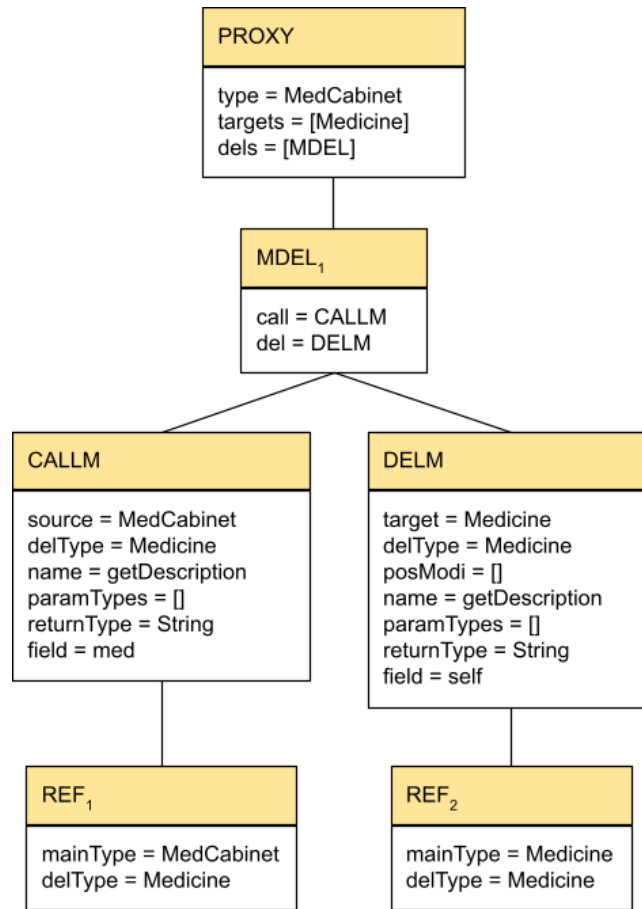 PROXY
type = MedCabinet
targets = [Medicine]
dels = [MDEL]
MDEL₁
call = CALLM
del = DELM
CALLM
source = MedCabinet
delType = Medicine
name = getDescription
paramTypes = []
returnType = String
field = med
DELM
target = Medicine
delType = Medicine
posModi = []
name = getDescription
paramTypes = []
returnType = String
field = self
REF₁
mainType = MedCabinet
delType = Medicine
REF₂
mainType = Medicine
delType = Medicine